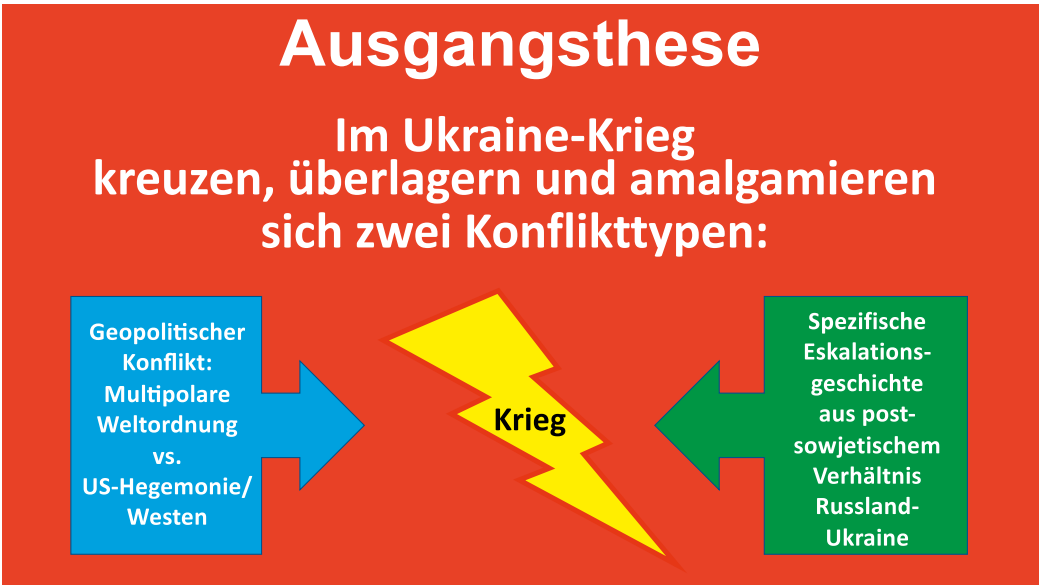 Ausgangsthese
Im Ukraine-Krieg
kreuzen, überlagern und amalgamieren
sich zwei Konflikttypen:
Geopolitischer
Konflikt:
Multipolare
Weltordnung
vs.
US-Hegemonie/
Westen
Krieg
Spezifische
Eskalations-
geschichte
aus post-
sowjetischem
Verhältnis
Russland-
Ukraine